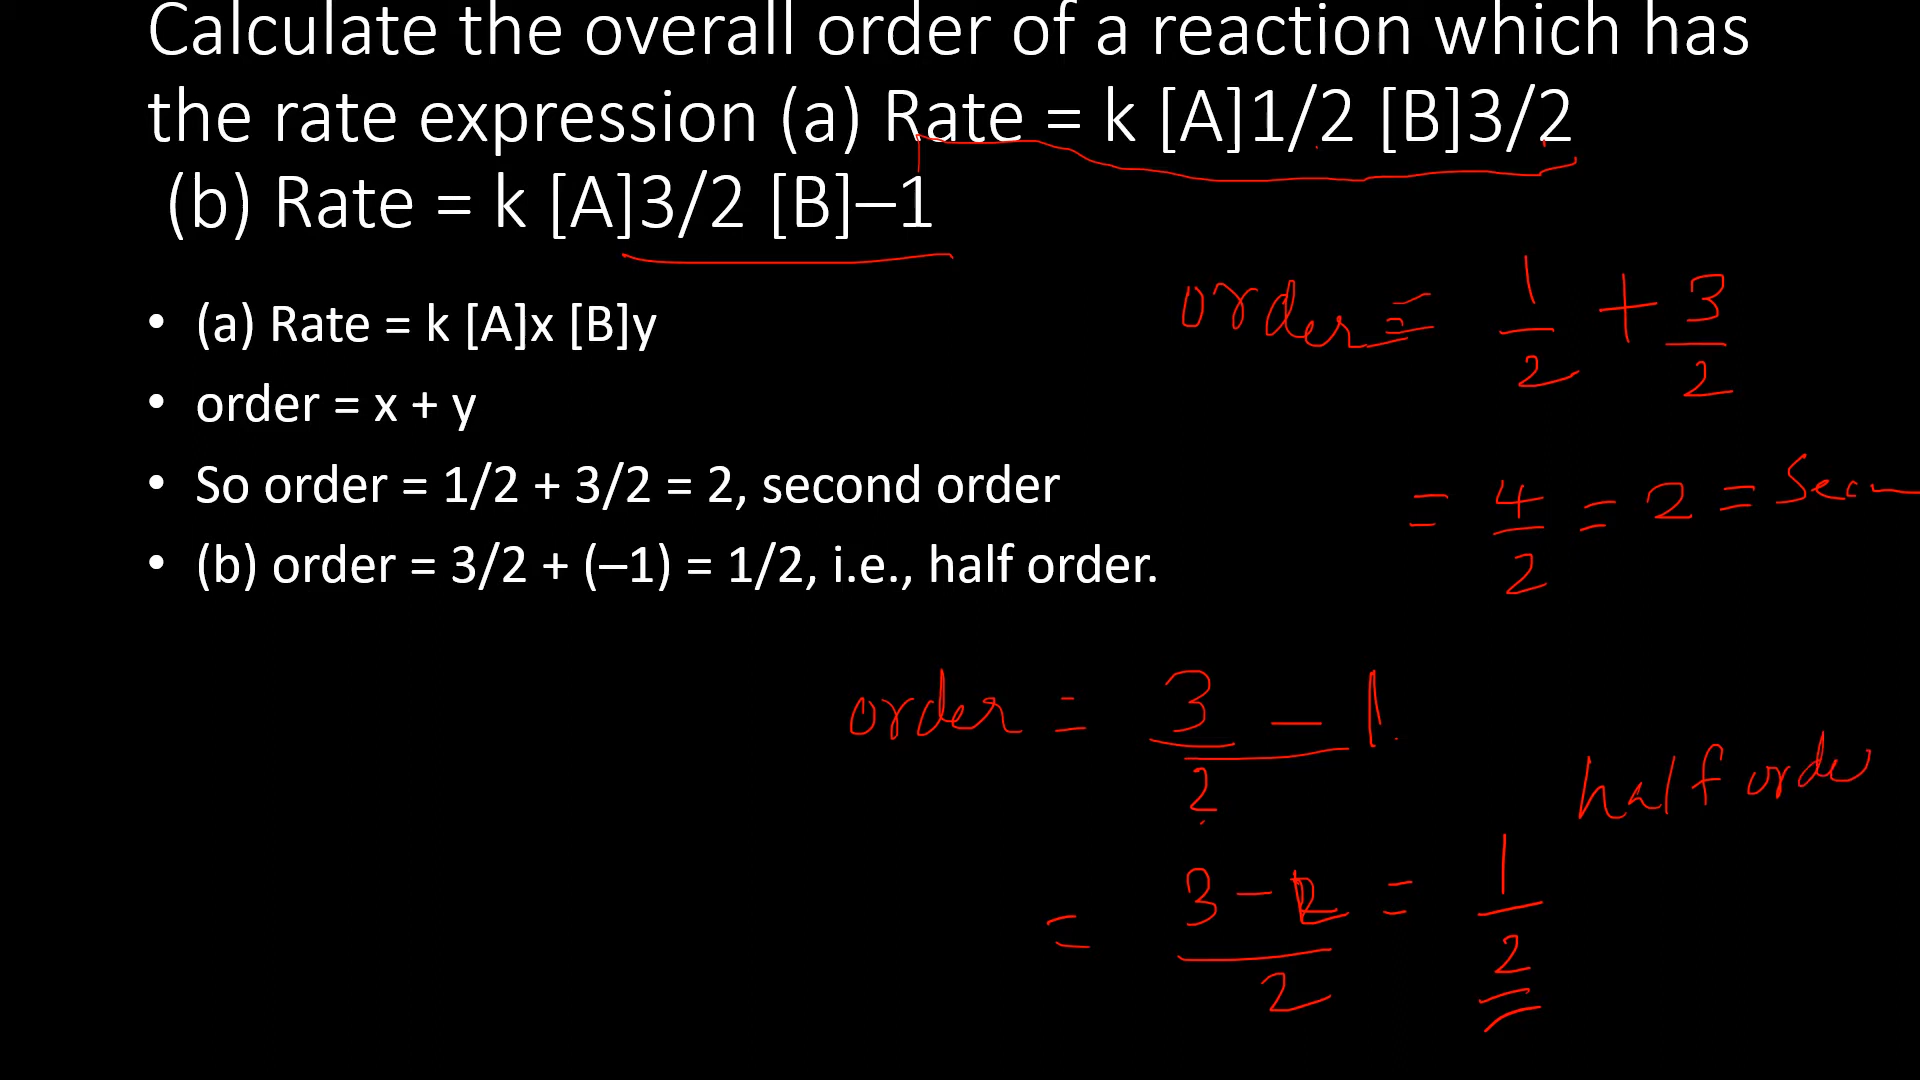 Calculate the overall order of a reaction which has
the rate expression (a) Rate = k [A]1/2 [B]3/2
(b) Rate = k [A]3/2 [B]–1
• (a) Rate = k [A]x [B]y
• order = x + y
• So order = 1/2 + 3/2 = 2, second order
• (b) order = 3/2 + (–1) = 1/2, i.e., half order.
order = 1/2 + 3/2
= 4/2 = 2 =
order = 3/2 – 1
half order
= 3 – 2 / 2 = 1/2